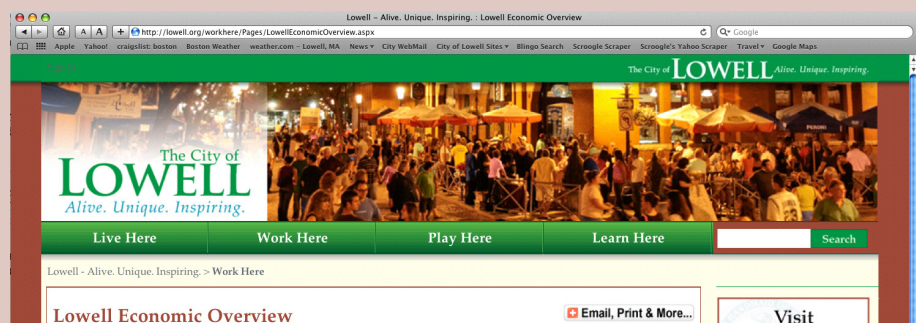 Lowell - Alive. Unique. Inspiring. : Lowell Economic Overview
A A + http://lowell.org/workhere/Pages/LowellEconomicOverview.aspx Google
Apple Yahoo! craigslist: boston Boston Weather weather.com - Lowell, MA News City WebMail City of Lowell Sites Blingo Search Scroogle Scraper Scroogle's Yahoo Scraper Travel Google Maps
The City of LOWELL Alive. Unique. Inspiring.
PERONI
The City of
LOWELL
Alive. Unique. Inspiring.
Live Here Work Here Play Here Learn Here Search
Lowell - Alive. Unique. Inspiring. > Work Here
Lowell Economic Overview Email, Print & More... Visit